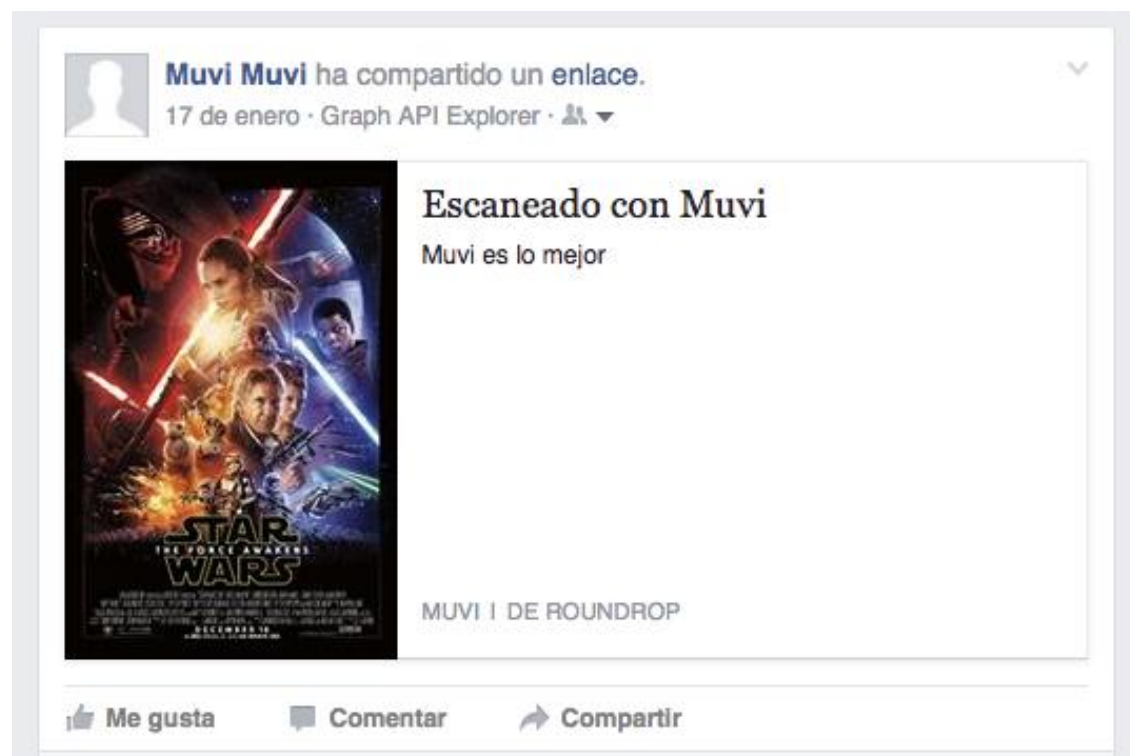 Muvi Muvi ha compartido un enlace.
17 de enero · Graph API Explorer ·
Escaneado con Muvi
Muvi es lo mejor
STAR
THE FORCE AWAKENS
WARS
DECEMBER 18
MUVI | DE ROUNDROP
Me gusta
Comentar
Compartir